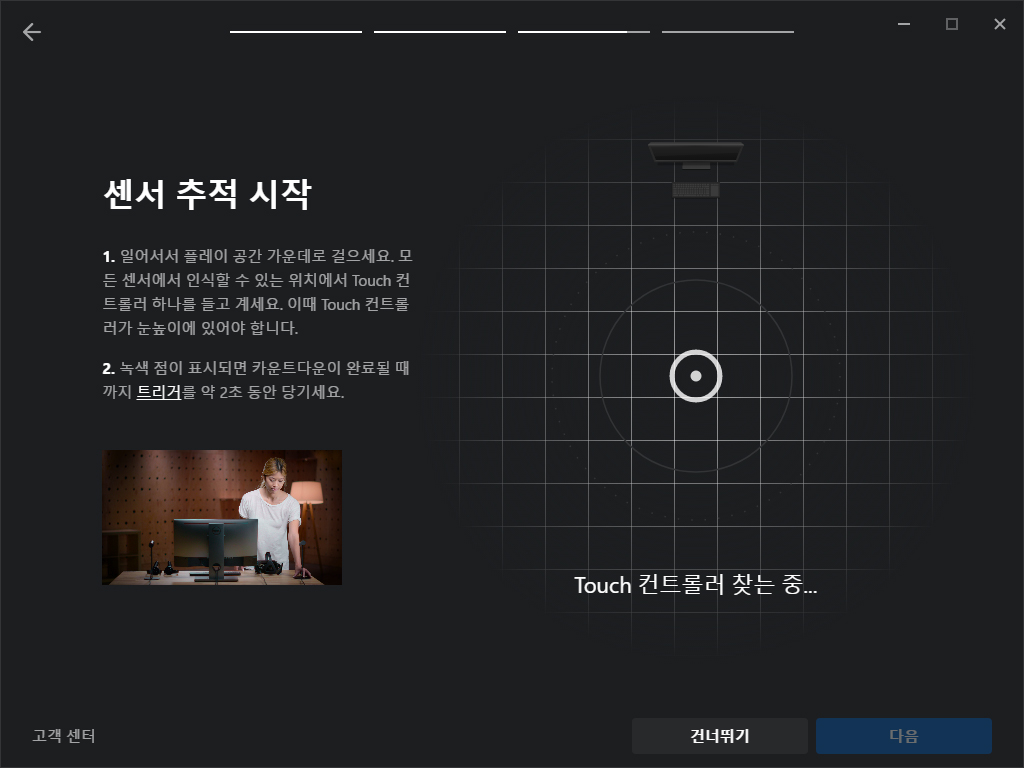 센서 추적 시작
1. 일어서서 플레이 공간 가운데로 걸으세요. 모
든 센서에서 인식할 수 있는 위치에서 Touch 컨
트롤러 하나를 들고 계세요. 이때 Touch 컨트롤
러가 눈높이에 있어야 합니다.
2. 녹색 점이 표시되면 카운트다운이 완료될 때
까지 트리거를 약 2초 동안 당기세요.
Touch 컨트롤러 찾는 중...
고객 센터
건너뛰기
다음